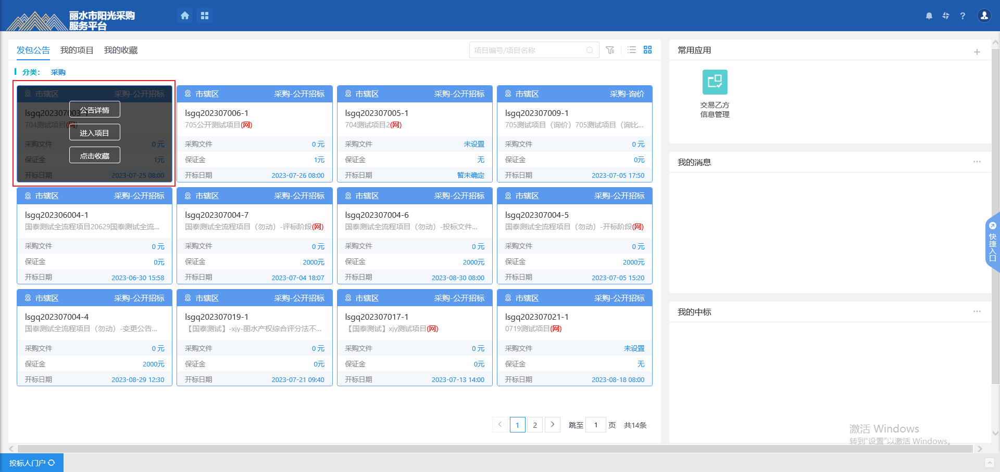 丽水市阳光采购
服务平台
发包公告
我的项目
我的收藏
项目编号/项目名称
分类：
采购
市辖区
采购-公开招标
lsgq202307003-1
704测试项目(网)
采购文件
0 元
保证金
1元
开标日期
2023-07-25 08:00
公告详情
进入项目
点击收藏
市辖区
采购-公开招标
lsgq202307006-1
705公开测试项目(网)
采购文件
0 元
保证金
1元
开标日期
2023-07-26 08:00
市辖区
采购-公开招标
lsgq202307005-1
704测试项目2(网)
采购文件
未设置
保证金
无
开标日期
暂未确定
市辖区
采购-询价
lsgq202307009-1
705测试项目（询价）705测试项目（询比...
采购文件
0 元
保证金
0元
开标日期
2023-07-05 17:50
市辖区
采购-公开招标
lsgq202306004-1
国泰测试全流程项目20629国泰测试全流...
采购文件
0 元
保证金
0元
开标日期
2023-06-30 15:58
市辖区
采购-公开招标
lsgq202307004-7
国泰测试全流程项目（勿动）-评标阶段(网)
采购文件
0 元
保证金
2000元
开标日期
2023-07-04 18:07
市辖区
采购-公开招标
lsgq202307004-6
国泰测试全流程项目（勿动）-投标文件...
采购文件
0 元
保证金
2000元
开标日期
2023-08-30 08:00
市辖区
采购-公开招标
lsgq202307004-5
国泰测试全流程项目（勿动）-开标阶段(网)
采购文件
0 元
保证金
2000元
开标日期
2023-07-05 15:20
市辖区
采购-公开招标
lsgq202307004-4
国泰测试全流程项目（勿动）-变更公告...
采购文件
0 元
保证金
2000元
开标日期
2023-08-29 12:30
市辖区
采购-公开招标
lsgq202307019-1
【国泰测试】-xjy-丽水产权综合评分法不...
采购文件
0 元
保证金
0元
开标日期
2023-07-21 09:40
市辖区
采购-公开招标
lsgq202307017-1
【国泰测试】xjy测试项目(网)
采购文件
0 元
保证金
0元
开标日期
2023-07-13 14:00
市辖区
采购-公开招标
lsgq202307021-1
0719测试项目(网)
采购文件
未设置
保证金
无
开标日期
2023-08-18 08:00
1
2
跳至
1
页
共14条
常用应用
交易乙方
信息管理
我的消息
我的中标
快捷入口
激活 Windows
转到“设置”以激活 Windows。
投标人门户